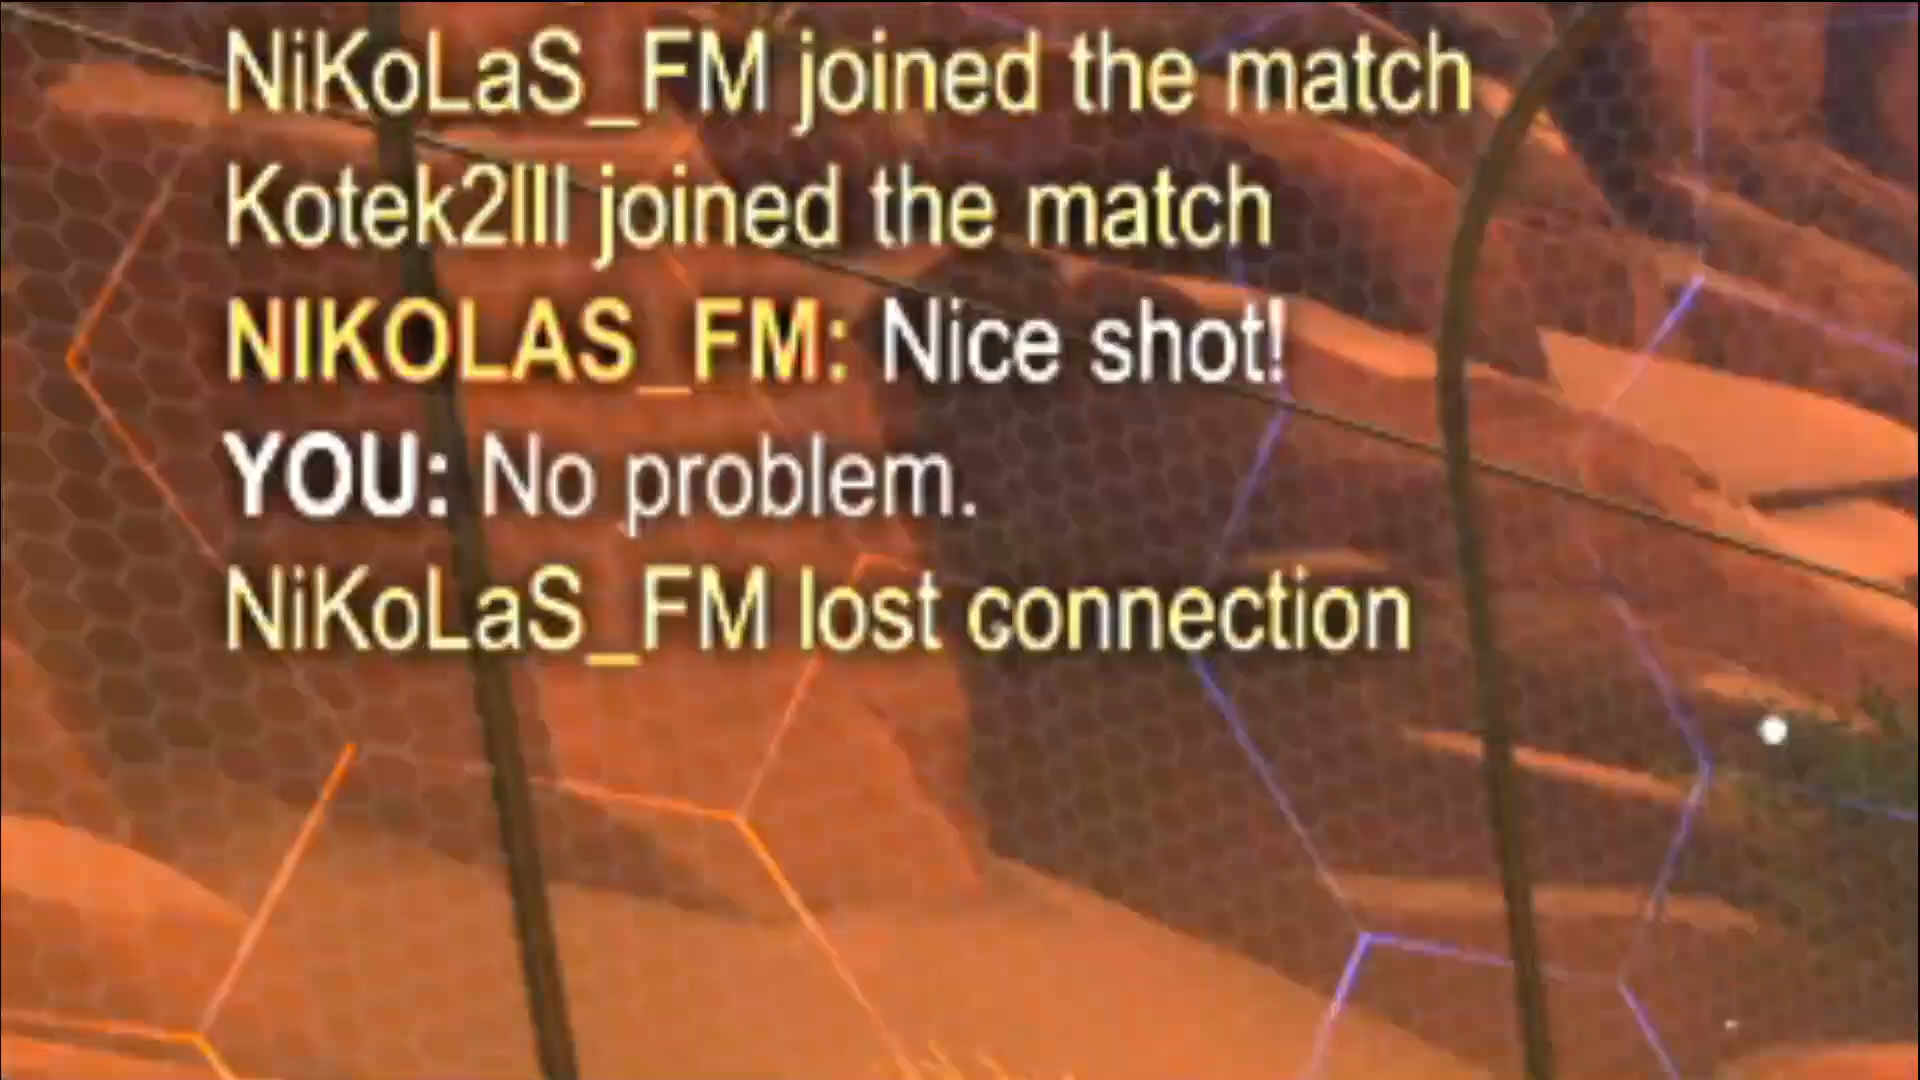 NiKoLaS_FM joined the match
Kotek2lll joined the match
NIKOLAS_FM: Nice shot!
YOU: No problem.
NiKoLaS_FM lost connection